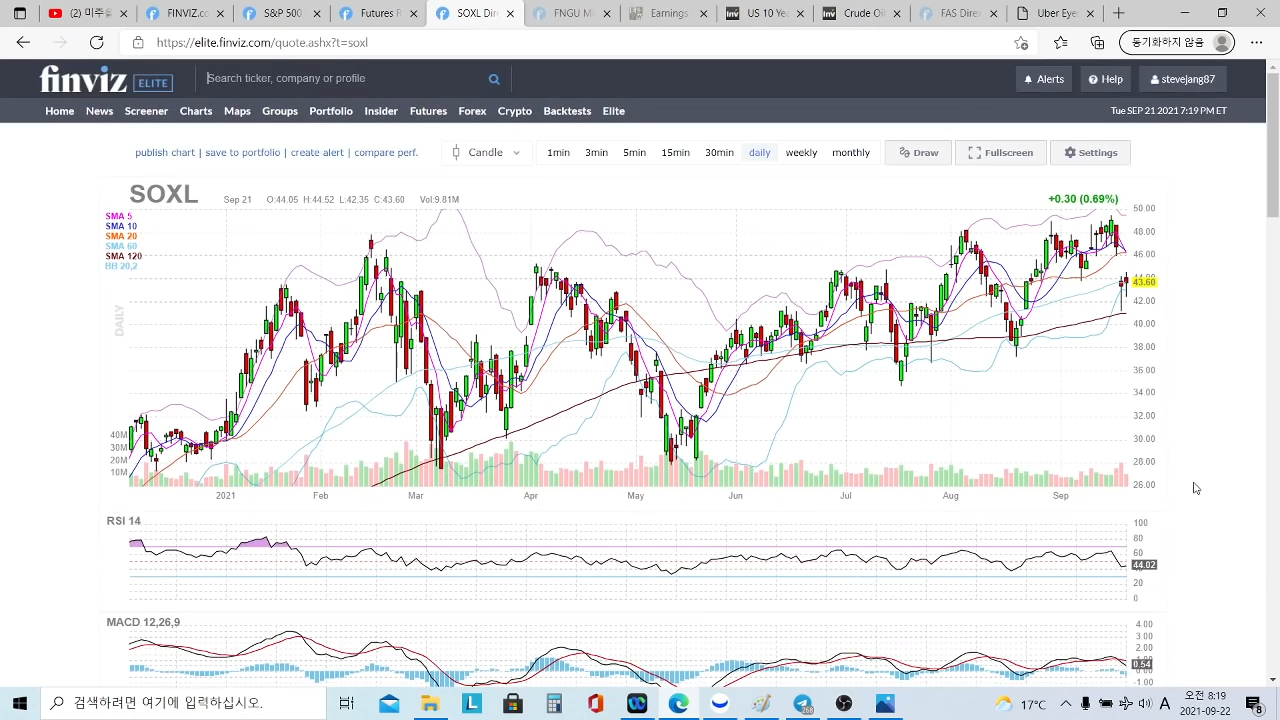 (2) 미주은
S&P 500
SOXL Dir
FNGU M
Earnings
10 Yea
Crude Oil
FAS Direx
https://elite.finviz.com/quote.ashx?t=soxl
동기화하지 않음
finviz ELITE
Search ticker, company or profile
Alerts
Help
stevejang87
Home News Screener Charts Maps Groups Portfolio Insider Futures Forex Crypto Backtests Elite
Tue SEP 21 2021 7:19 PM ET
publish chart | save to portfolio | create alert | compare perf.
Candle
1min 3min 5min 15min 30min daily weekly monthly
Draw
Fullscreen
Settings
SOXL
Sep 21 O:44.05 H:44.52 L:42.35 C:43.60 Vol:9.81M
+0.30 (0.69%)
SMA 5
SMA 10
SMA 20
SMA 60
SMA 120
BB 20,2
DAILY
50.00
48.00
46.00
43.60
42.00
40.00
38.00
36.00
34.00
32.00
30.00
28.00
26.00
40M
30M
20M
10M
2021 Feb Mar Apr May Jun Jul Aug Sep
RSI 14
100
80
60
44.02
20
0
MACD 12,26,9
4.00
3.00
2.00
0.54
-1.00
검색하려면 여기에 입력하십시오.
268
17°C
A
오전 8:19
2021-09-22
8